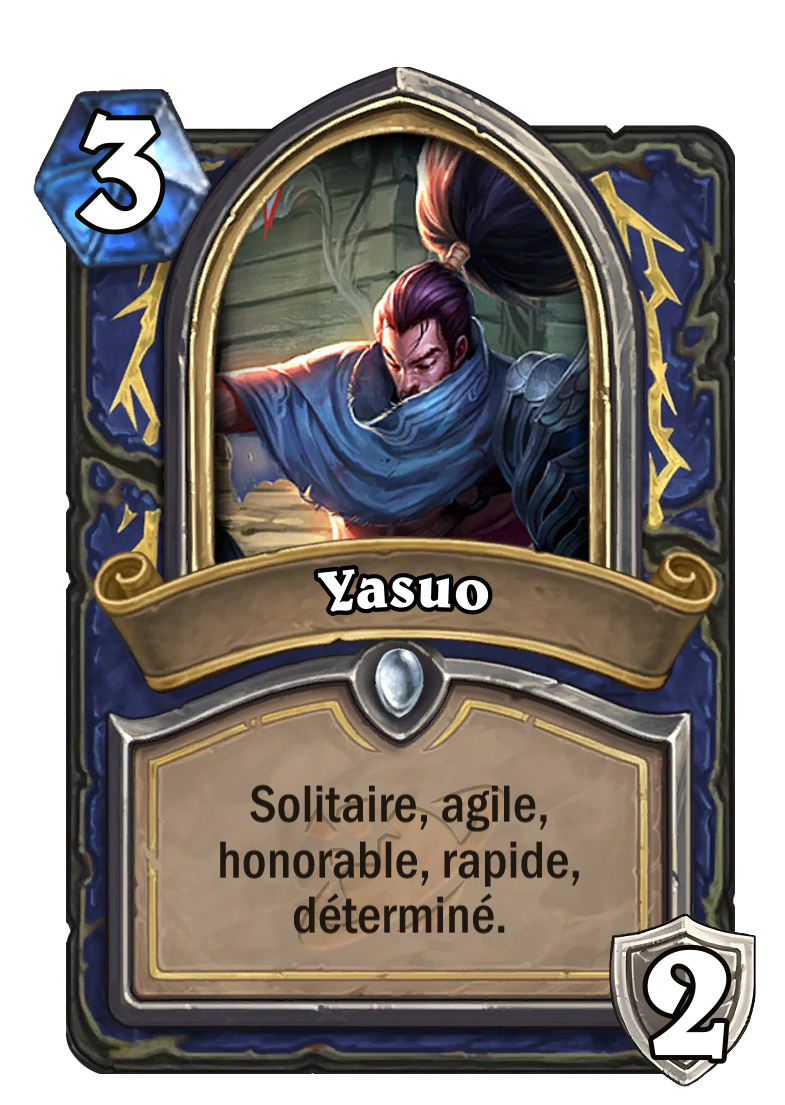 3
Yasuo
Solitaire, agile,
honorable, rapide,
déterminé.
2